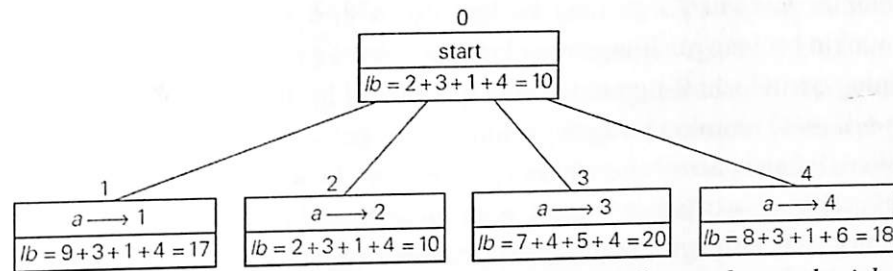 0
start
lb = 2+3+1+4 = 10
1
2
3
4
a ⟶ 1
a ⟶ 2
a ⟶ 3
a ⟶ 4
lb = 9+3+1+4 = 17
lb = 2+3+1+4 = 10
lb = 7+4+5+4 = 20
lb = 8+3+1+6 = 18